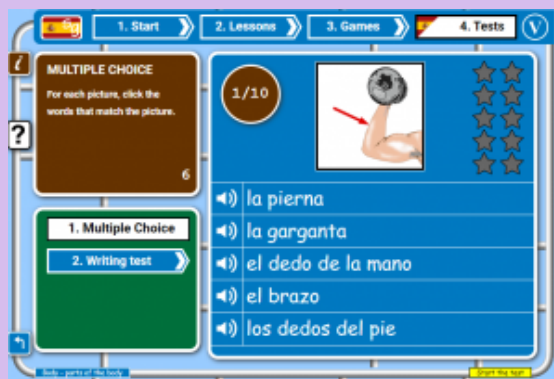 1. Start
2. Lessons
3. Games
4. Tests
V
i
MULTIPLE CHOICE
For each picture, click the
words that match the picture.
6
?
1/10
la pierna
la garganta
el dedo de la mano
el brazo
los dedos del pie
1. Multiple Choice
2. Writing test
Body - parts of the body
Start the test